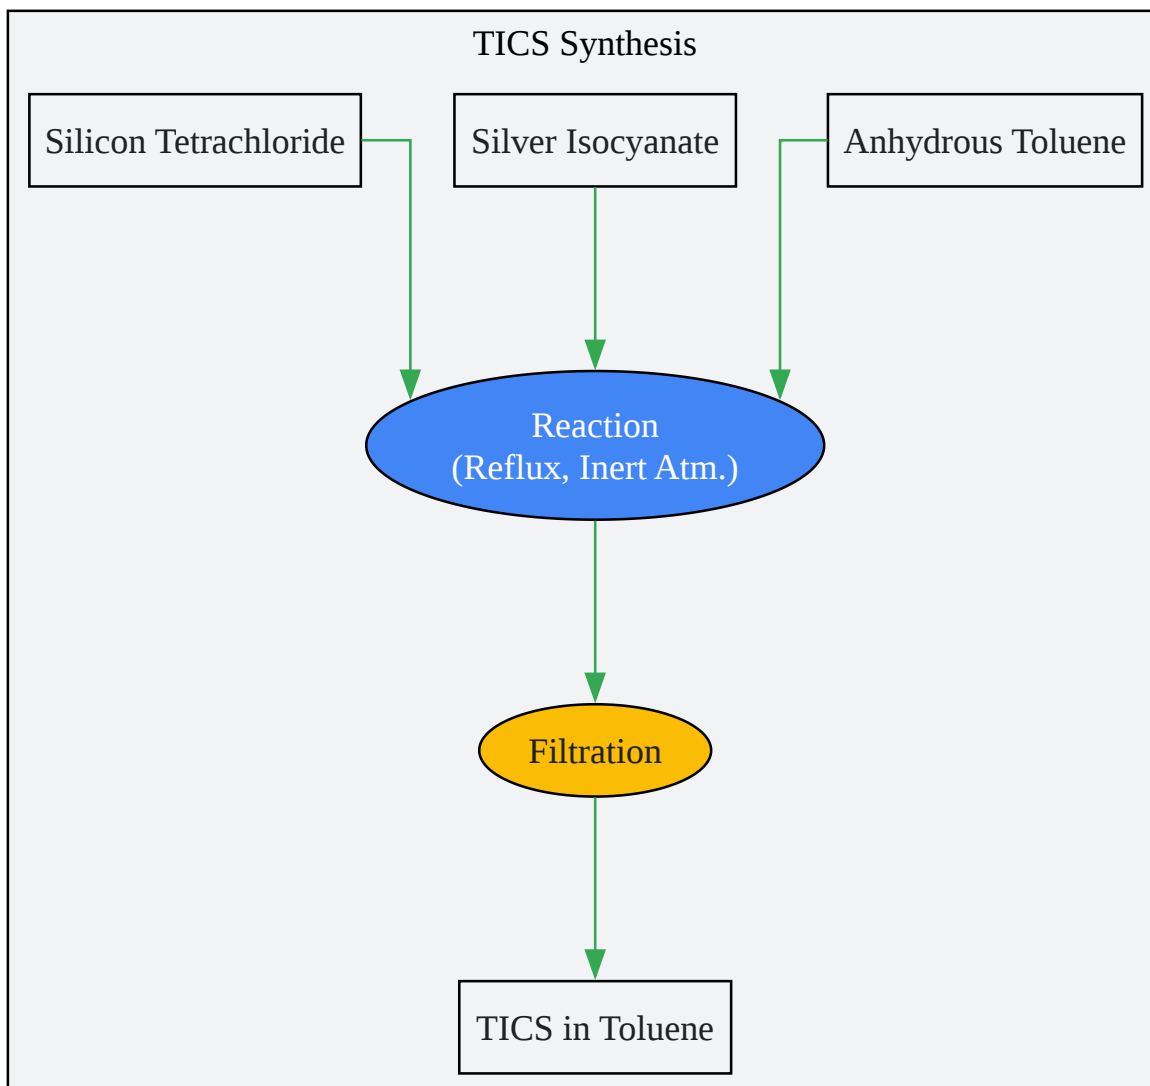 TICS Synthesis
Silicon Tetrachloride
Silver Isocyanate
Anhydrous Toluene
Reaction
(Reflux, Inert Atm.)
Filtration
TICS in Toluene